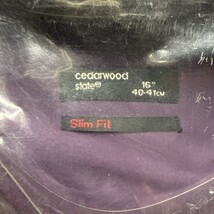 cedarwood 16"
state® 40-41CM
Slim Fit